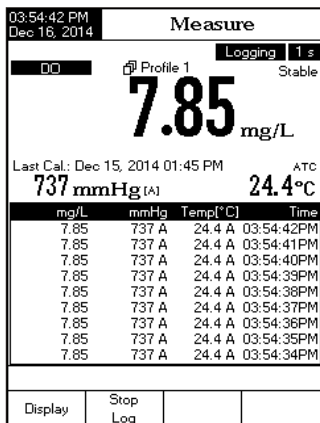 03:54:42 PM
Dec 16, 2014
Measure
Logging 1 s
DO
Profile 1
Stable
7.85 mg/L
Last Cal.: Dec 15, 2014 01:45 PM
ATC
737 mmHg [A]
24.4°C
mg/L mmHg Temp[°C] Time
7.85 737 A 24.4 A 03:54:42PM
7.85 737 A 24.4 A 03:54:41PM
7.85 737 A 24.4 A 03:54:40PM
7.85 737 A 24.4 A 03:54:39PM
7.85 737 A 24.4 A 03:54:38PM
7.85 737 A 24.4 A 03:54:37PM
7.85 737 A 24.4 A 03:54:36PM
7.85 737 A 24.4 A 03:54:35PM
7.85 737 A 24.4 A 03:54:34PM
Display
Stop
Log